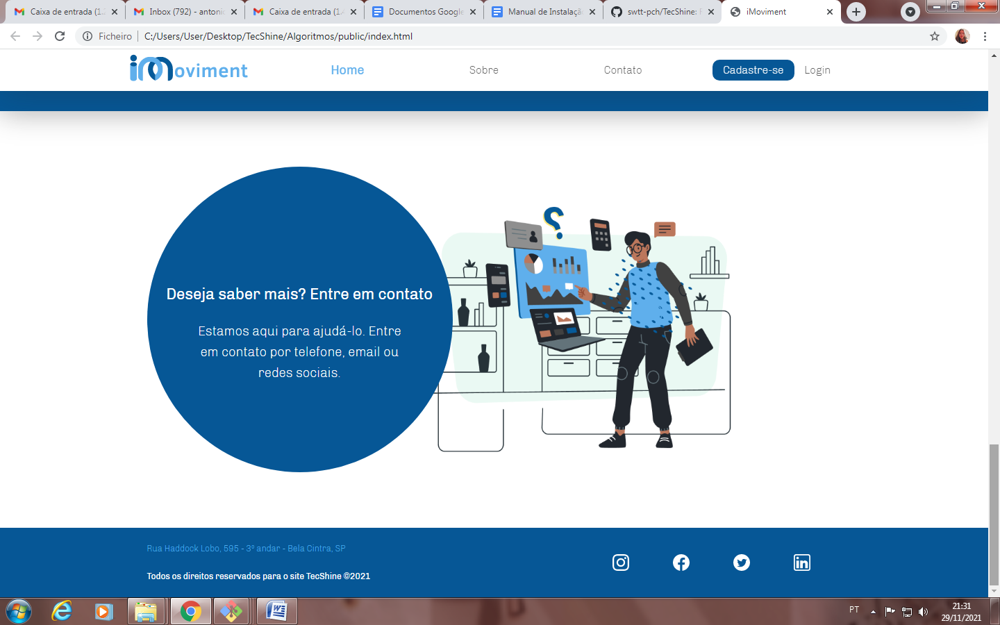 Caixa de entrada (1.
Inbox (792) - antonio
Caixa de entrada (1.
Documentos Google
Manual de Instalaçã
swtt-pch/TecShine:
iMoviment
Ficheiro
C:/Users/User/Desktop/TecShine/Algoritmos/public/index.html
iMoviment
Home
Sobre
Contato
Cadastre-se
Login
?
Deseja saber mais? Entre em contato
Estamos aqui para ajudá-lo. Entre
em contato por telefone, email ou
redes sociais.
Rua Haddock Lobo, 595 - 3º andar - Bela Cintra, SP
Todos os direitos reservados para o site TecShine ©2021
PT
21:31
29/11/2021